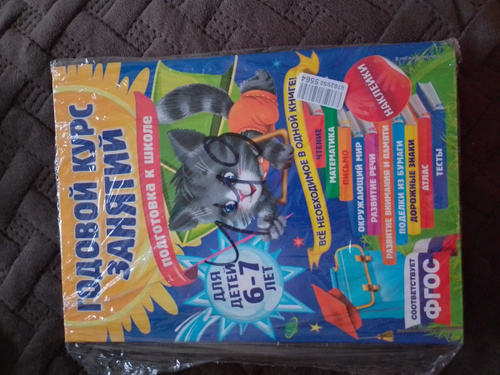 ГОДОВОЙ КУРС
ЗАНЯТИЙ
ПОДГОТОВКА К ШКОЛЕ
ДЛЯ
ДЕТЕЙ
6-7
ЛЕТ
ВСЁ НЕОБХОДИМОЕ В ОДНОЙ КНИГЕ!
НАКЛЕЙКИ
ЧТЕНИЕ
МАТЕМАТИКА
ПИСЬМО
ОКРУЖАЮЩИЙ МИР
РАЗВИТИЕ РЕЧИ
РАЗВИТИЕ ВНИМАНИЯ И ПАМЯТИ
ПОДЕЛКИ ИЗ БУМАГИ
ДОРОЖНЫЕ ЗНАКИ
АТЛАС
ТЕСТЫ
СООТВЕТСТВУЕТ
ФГОС